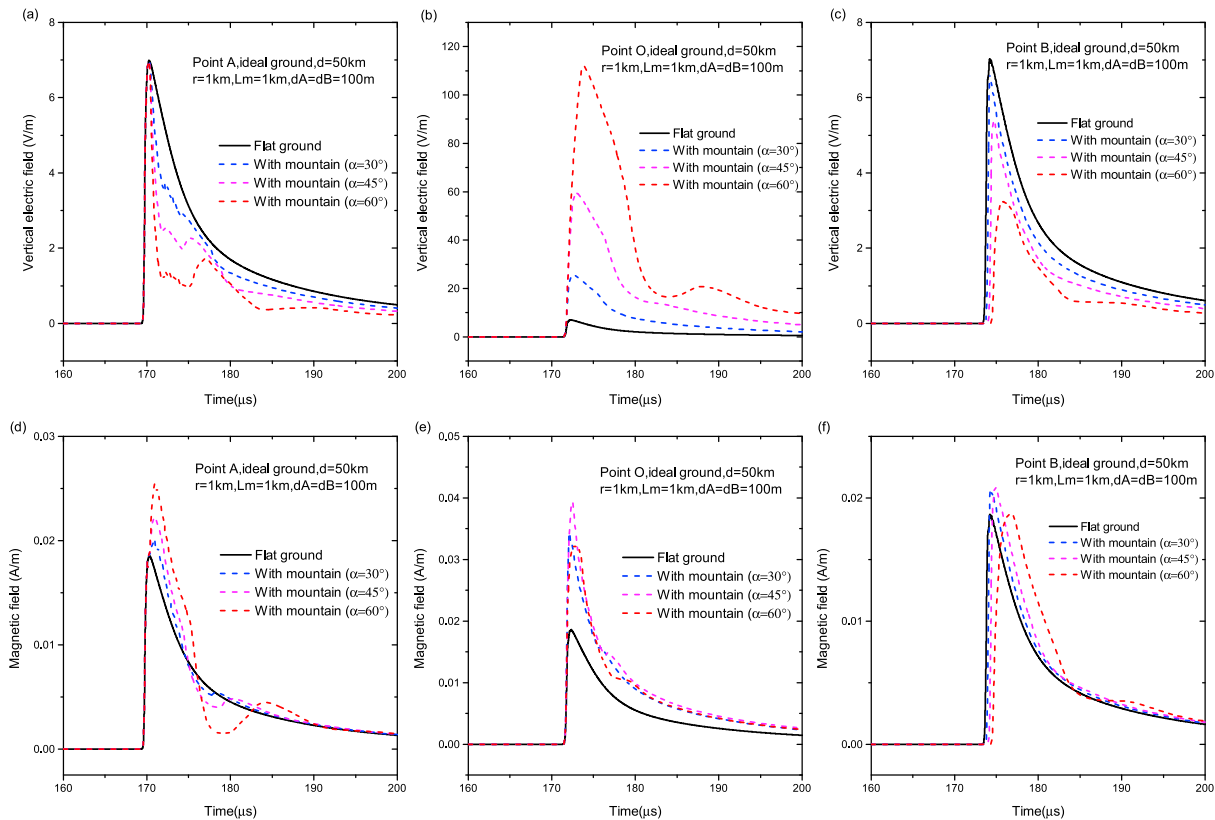 (a)
Vertical electric field (V/m)
8
6
4
2
0
Point A,ideal ground,d=50km
r=1km,Lm=1km,dA=dB=100m
Flat ground
With mountain (α=30°)
With mountain (α=45°)
With mountain (α=60°)
160
170
180
190
200
Time(μs)
(b)
Vertical electric field (V/m)
120
100
80
60
40
20
0
Point O,ideal ground,d=50km
r=1km,Lm=1km,dA=dB=100m
Flat ground
With mountain (α=30°)
With mountain (α=45°)
With mountain (α=60°)
160
170
180
190
200
Time(μs)
(c)
Vertical electric field (V/m)
8
6
4
2
0
Point B,ideal ground,d=50km
r=1km,Lm=1km,dA=dB=100m
Flat ground
With mountain (α=30°)
With mountain (α=45°)
With mountain (α=60°)
160
170
180
190
200
Time(μs)
(d)
Magnetic field (A/m)
0.03
0.02
0.01
0.00
Point A,ideal ground,d=50km
r=1km,Lm=1km,dA=dB=100m
Flat ground
With mountain (α=30°)
With mountain (α=45°)
With mountain (α=60°)
160
170
180
190
200
Time(μs)
(e)
Magnetic field (A/m)
0.05
0.04
0.03
0.02
0.01
0.00
Point O,ideal ground,d=50km
r=1km,Lm=1km,dA=dB=100m
Flat ground
With mountain (α=30°)
With mountain (α=45°)
With mountain (α=60°)
160
170
180
190
200
Time(μs)
(f)
Magnetic field (A/m)
0.02
0.01
0.00
Point B,ideal ground,d=50km
r=1km,Lm=1km,dA=dB=100m
Flat ground
With mountain (α=30°)
With mountain (α=45°)
With mountain (α=60°)
160
170
180
190
200
Time(μs)